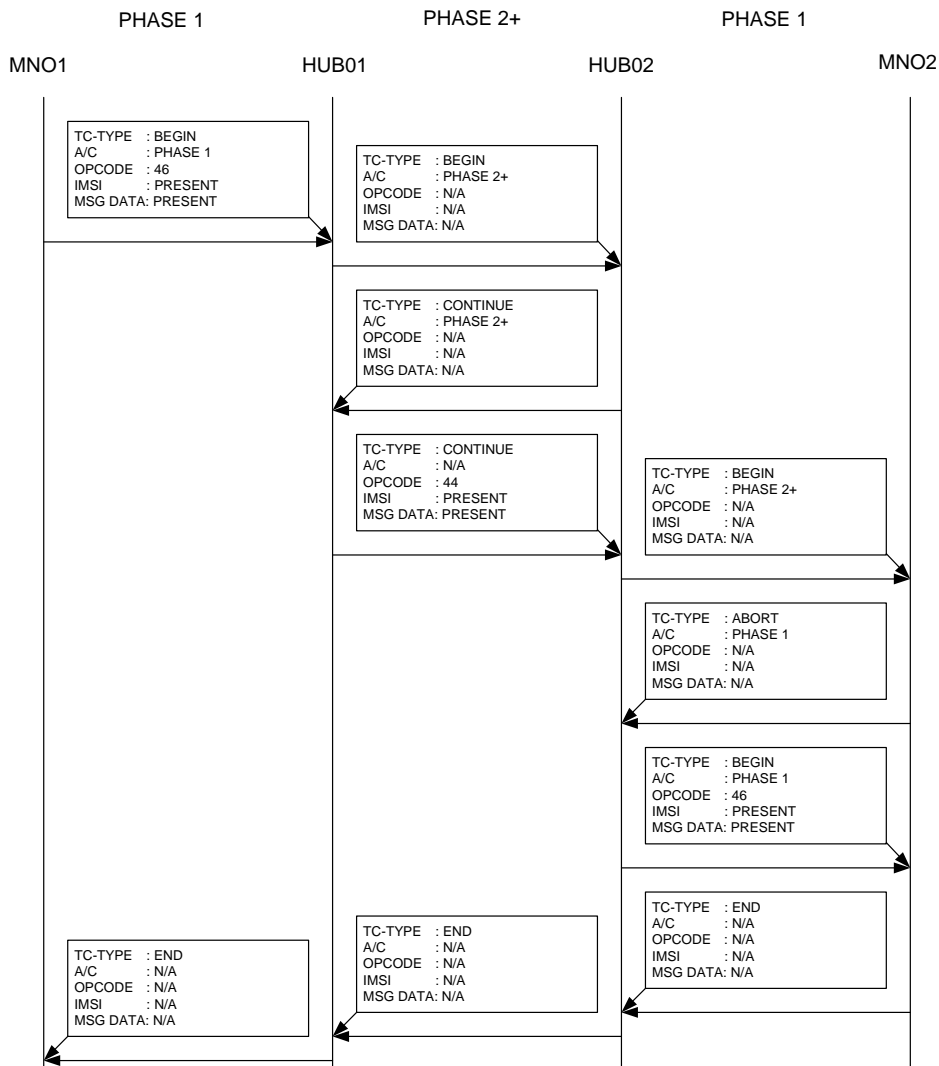 PHASE 1
PHASE 2+
PHASE 1
MNO1
HUB01
HUB02
MNO2
TC-TYPE : BEGIN
A/C : PHASE 1
OPCODE : 46
IMSI : PRESENT
MSG DATA: PRESENT
TC-TYPE : BEGIN
A/C : PHASE 2+
OPCODE : N/A
IMSI : N/A
MSG DATA: N/A
TC-TYPE : CONTINUE
A/C : PHASE 2+
OPCODE : N/A
IMSI : N/A
MSG DATA: N/A
TC-TYPE : CONTINUE
A/C : N/A
OPCODE : 44
IMSI : PRESENT
MSG DATA: PRESENT
TC-TYPE : BEGIN
A/C : PHASE 2+
OPCODE : N/A
IMSI : N/A
MSG DATA: N/A
TC-TYPE : ABORT
A/C : PHASE 1
OPCODE : N/A
IMSI : N/A
MSG DATA: N/A
TC-TYPE : BEGIN
A/C : PHASE 1
OPCODE : 46
IMSI : PRESENT
MSG DATA: PRESENT
TC-TYPE : END
A/C : N/A
OPCODE : N/A
IMSI : N/A
MSG DATA: N/A
TC-TYPE : END
A/C : N/A
OPCODE : N/A
IMSI : N/A
MSG DATA: N/A
TC-TYPE : END
A/C : N/A
OPCODE : N/A
IMSI : N/A
MSG DATA: N/A